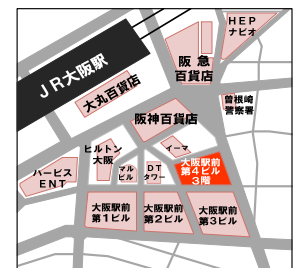 HEP
ナビオ
阪急
百貨店
JR大阪駅
大丸百貨店
曽根崎
警察署
阪神百貨店
ヒルトン
大阪
イーマ
マル
ビル
DT
タワー
大阪駅前
第4ビル
3階
ハービス
ENT
大阪駅前
第1ビル
大阪駅前
第2ビル
大阪駅前
第3ビル